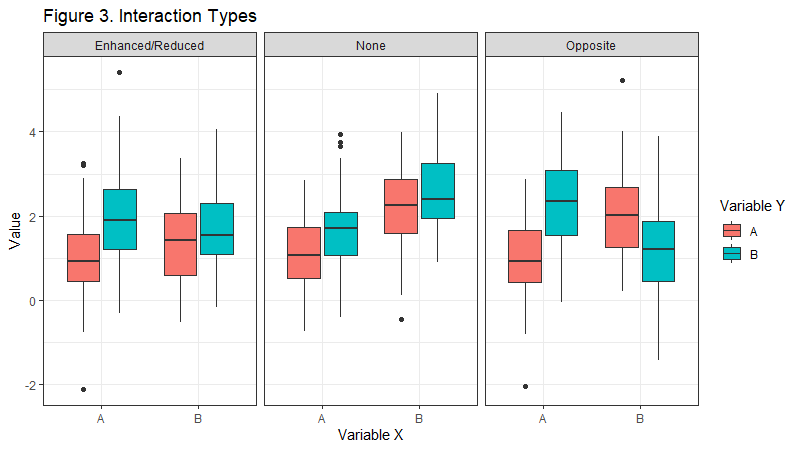 Figure 3. Interaction Types
Enhanced/Reduced
None
Opposite
Value
4
2
0
-2
A
B
A
B
A
B
Variable X
Variable Y
A
B